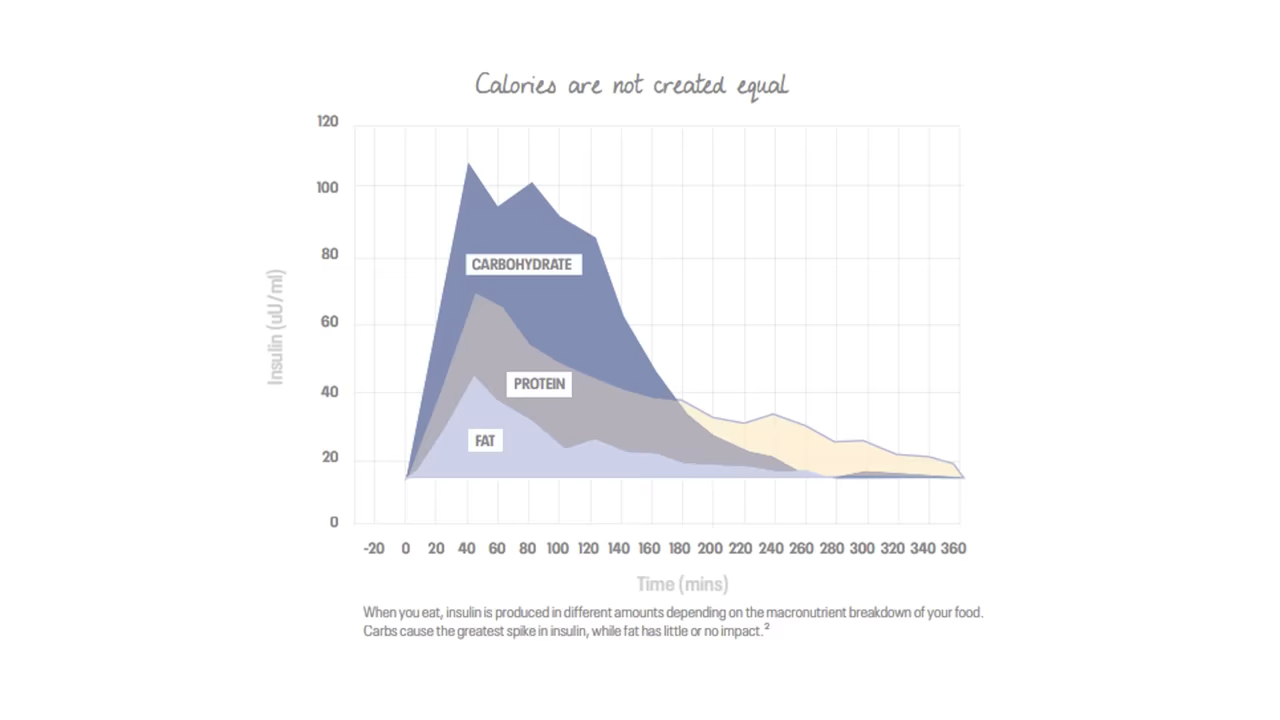 Calories are not created equal
120
100
80
60
40
20
0
Insulin (uU/ml)
CARBOHYDRATE
PROTEIN
FAT
-20 0 20 40 60 80 100 120 140 160 180 200 220 240 260 280 300 320 340 360
Time (mins)
When you eat, insulin is produced in different amounts depending on the macronutrient breakdown of your food.
Carbs cause the greatest spike in insulin, while fat has little or no impact.²